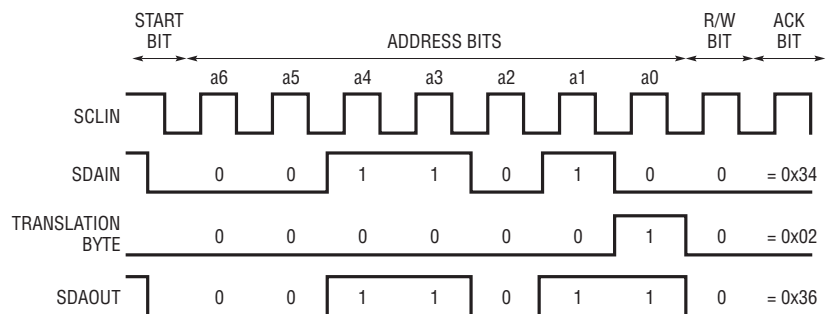 START BIT
ADDRESS BITS
R/W BIT
ACK BIT
a6 a5 a4 a3 a2 a1 a0
SCLIN
SDAIN 0 0 1 1 0 1 0 0 = 0x34
TRANSLATION BYTE 0 0 0 0 0 0 1 0 = 0x02
SDAOUT 0 0 1 1 0 1 1 0 = 0x36